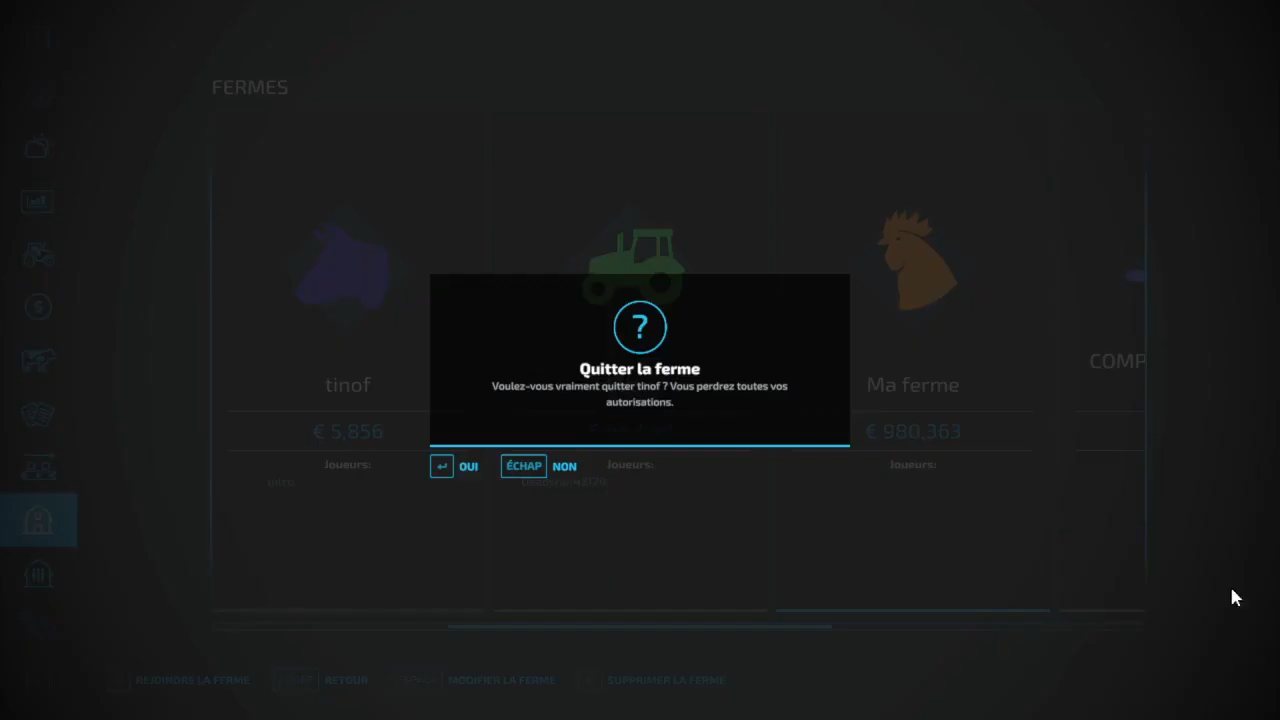 FERMES
tinof
€ 5,856
Joueurs:
Joueurs:
Ma ferme
€ 980,363
Joueurs:
COMP
?
Quitter la ferme
Voulez-vous vraiment quitter tinof ? Vous perdrez toutes vos
autorisations.
OUI
ÉCHAP NON
REJOINDRE LA FERME
RETOUR
MODIFIER LA FERME
SUPPRIMER LA FERME